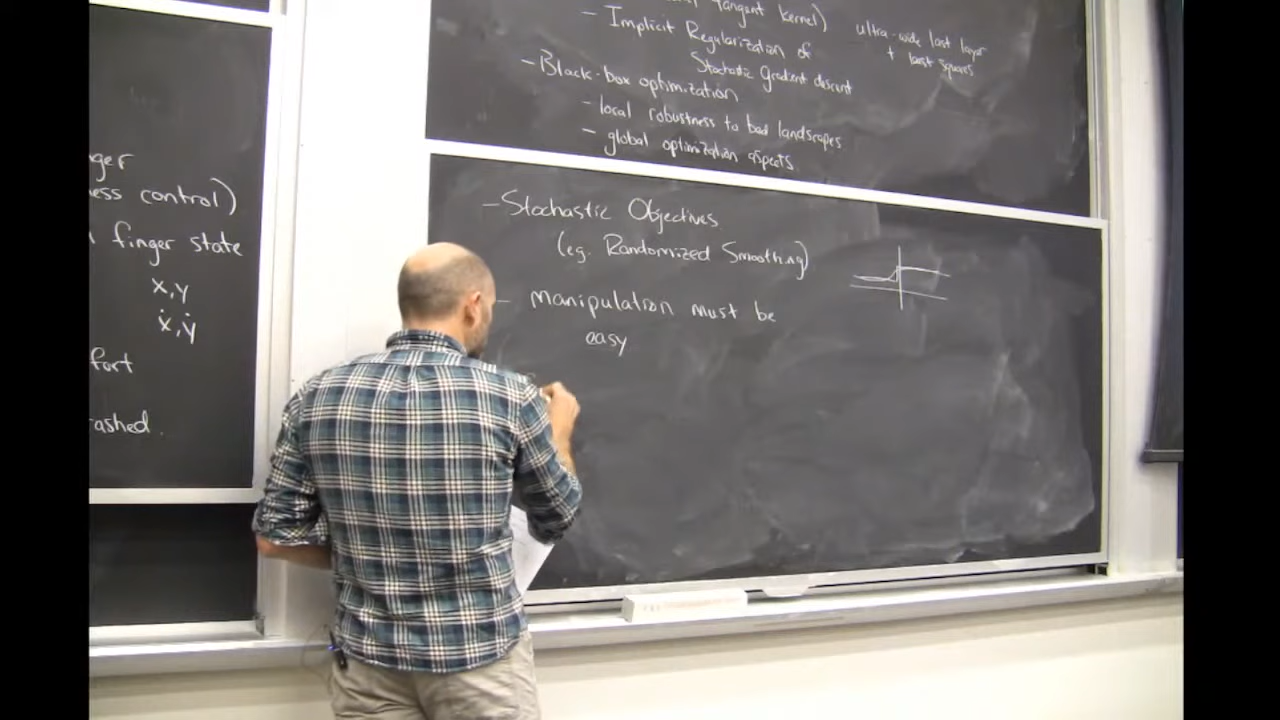 ger
ess control)
finger state
x,y
ẋ,ẏ
fort
ashed.
tangent kernel)
- Implicit Regularization of
Stochastic Gradient descent
ultra-wide last layer
+ least squares
- Black-box optimization
- local robustness to bad landscapes
- global optimization aspects.
- Stochastic Objectives
(eg. Randomized Smoothing)
- Manipulation must be
easy